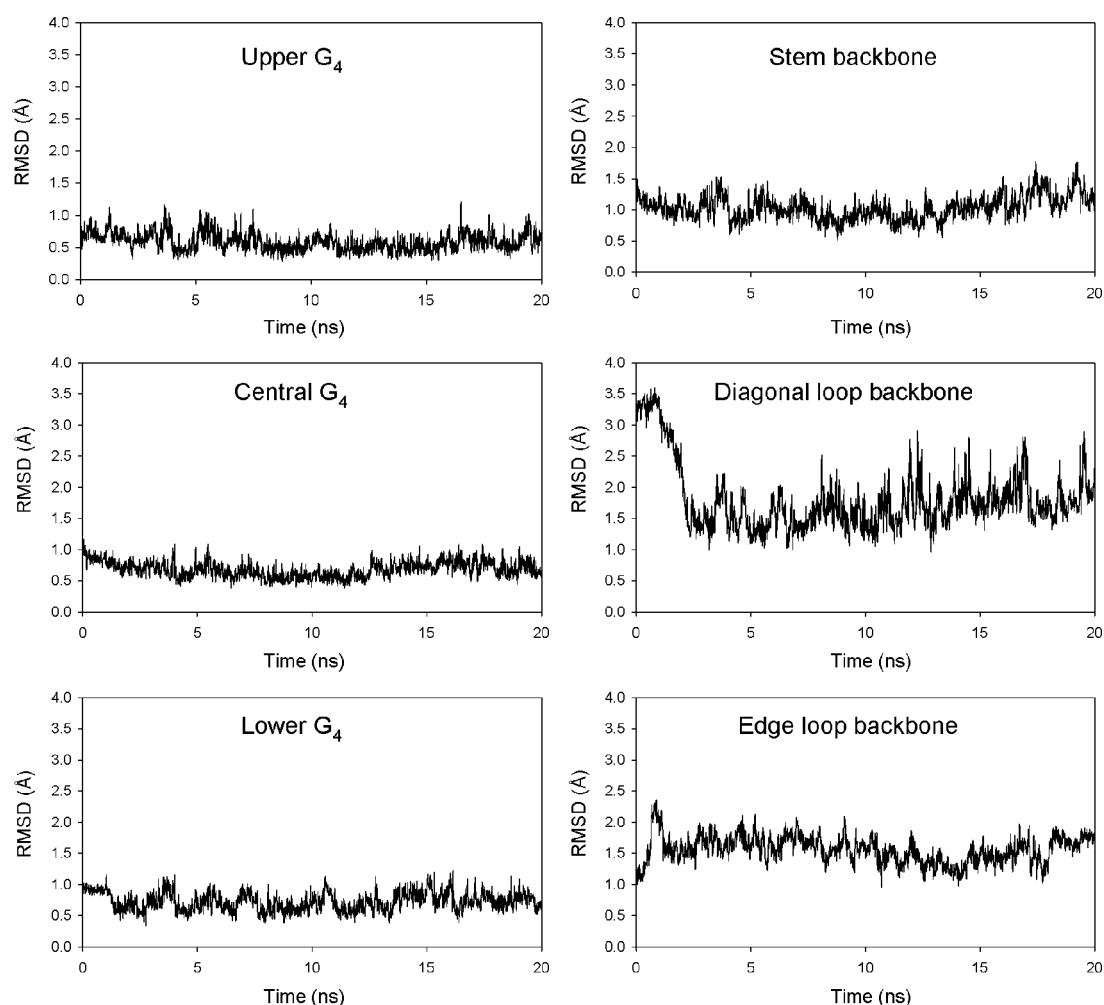 Upper G4
RMSD (Å)
4.0
3.5
3.0
2.5
2.0
1.5
1.0
0.5
0.0
0 5 10 15 20
Time (ns)
Stem backbone
RMSD (Å)
4.0
3.5
3.0
2.5
2.0
1.5
1.0
0.5
0.0
0 5 10 15 20
Time (ns)
Central G4
RMSD (Å)
4.0
3.5
3.0
2.5
2.0
1.5
1.0
0.5
0.0
0 5 10 15 20
Time (ns)
Diagonal loop backbone
RMSD (Å)
4.0
3.5
3.0
2.5
2.0
1.5
1.0
0.5
0.0
0 5 10 15 20
Time (ns)
Lower G4
RMSD (Å)
4.0
3.5
3.0
2.5
2.0
1.5
1.0
0.5
0.0
0 5 10 15 20
Time (ns)
Edge loop backbone
RMSD (Å)
4.0
3.5
3.0
2.5
2.0
1.5
1.0
0.5
0.0
0 5 10 15 20
Time (ns)